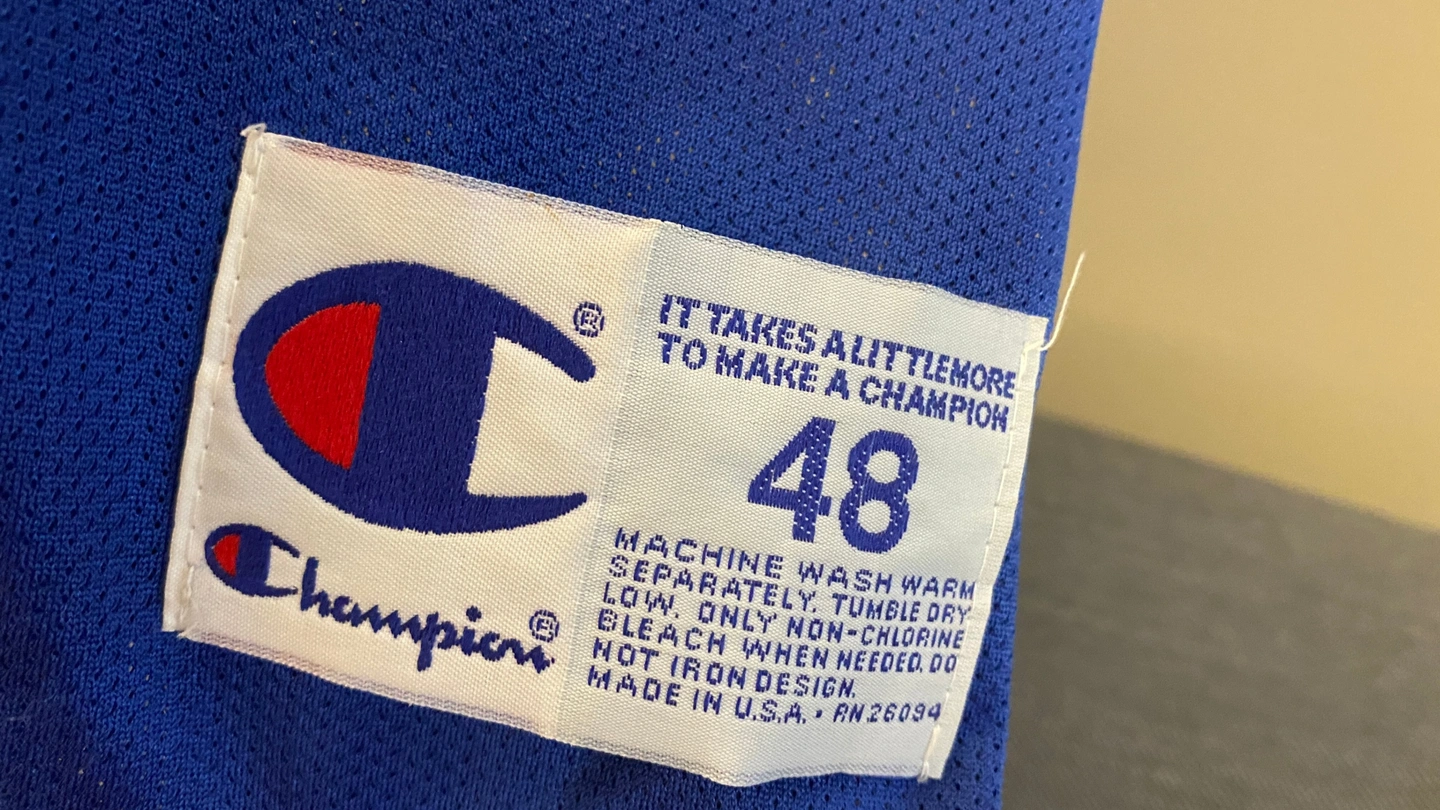 ®
Champion®
IT TAKES A LITTLE MORE
TO MAKE A CHAMPION
48
MACHINE WASH WARM
SEPARATELY. TUMBLE DRY
LOW. ONLY NON-CHLORINE
BLEACH WHEN NEEDED. DO
NOT IRON DESIGN.
MADE IN U.S.A. • RN 26094